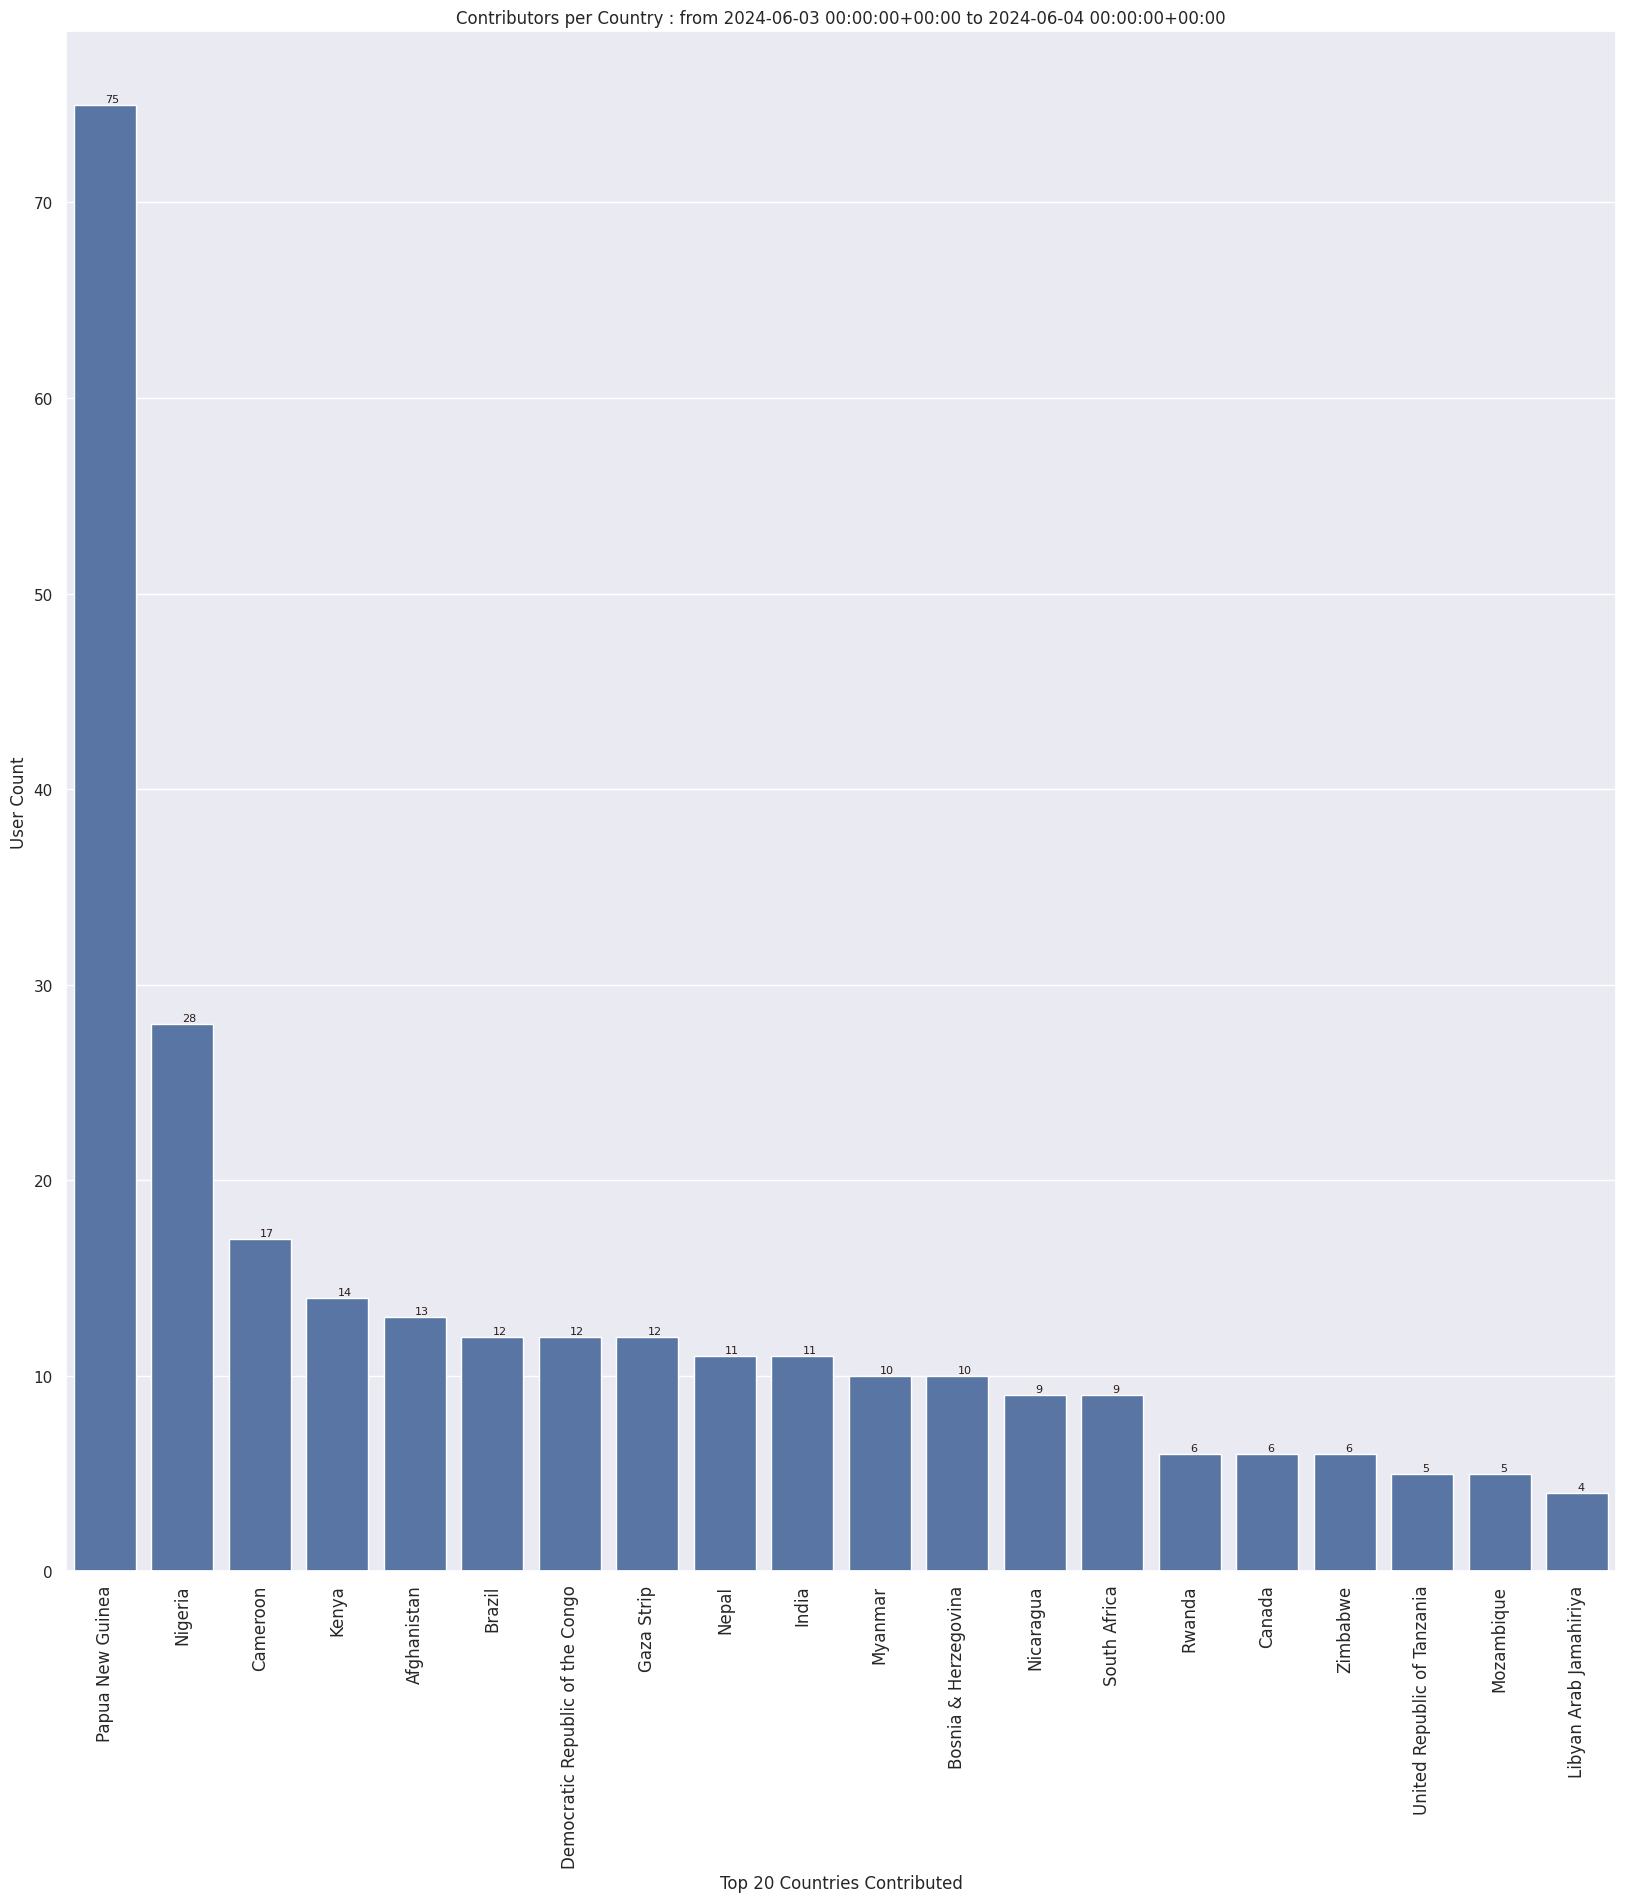 Contributors per Country : from 2024-06-03 00:00:00+00:00 to 2024-06-04 00:00:00+00:00
User Count
70
60
50
40
30
20
10
0
75
28
17
14
13
12
12
12
11
11
10
10
9
9
6
6
6
5
5
4
Papua New Guinea
Nigeria
Cameroon
Kenya
Afghanistan
Brazil
Democratic Republic of the Congo
Gaza Strip
Nepal
India
Myanmar
Bosnia & Herzegovina
Nicaragua
South Africa
Rwanda
Canada
Zimbabwe
United Republic of Tanzania
Mozambique
Libyan Arab Jamahiriya
Top 20 Countries Contributed